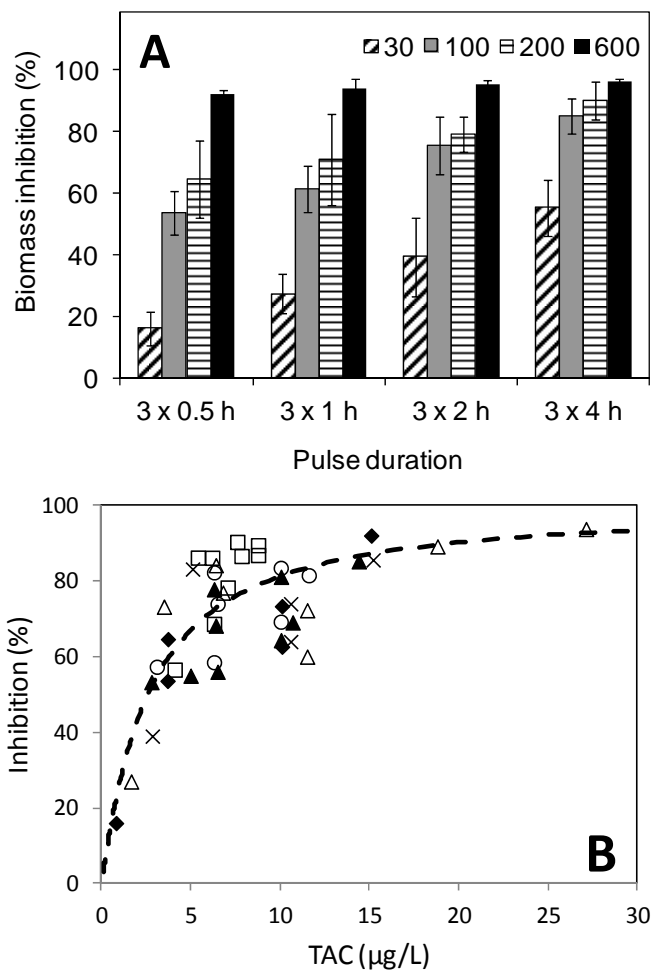 A
30 100 200 600
Biomass inhibition (%)
100
80
60
40
20
0
3 x 0.5 h 3 x 1 h 3 x 2 h 3 x 4 h
Pulse duration
100
80
60
40
20
0
Inhibition (%)
B
0 5 10 15 20 25 30
TAC (µg/L)